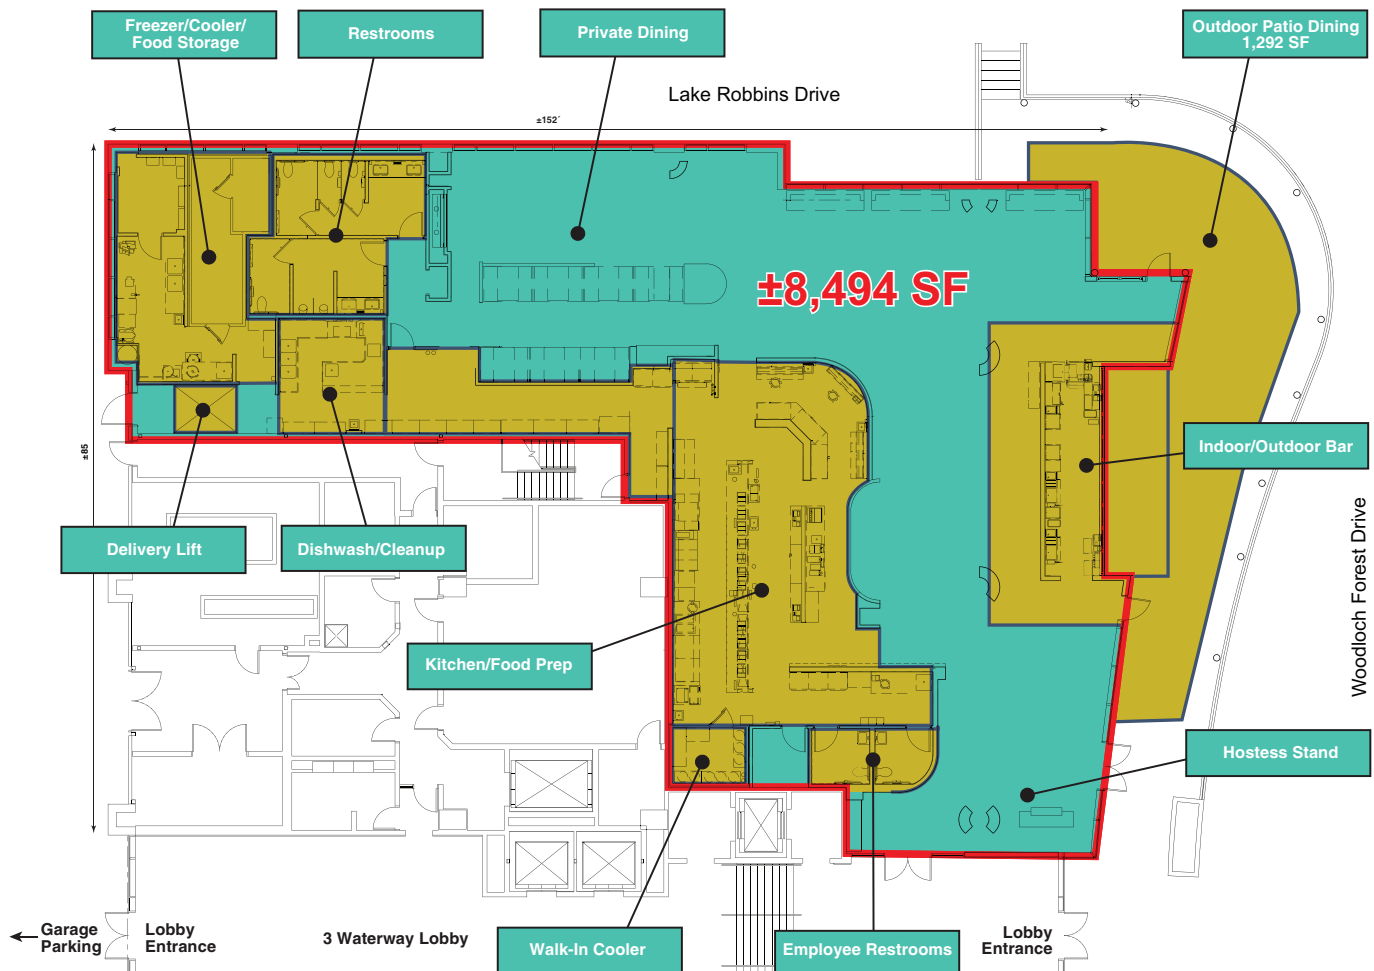 Freezer/Cooler/
Food Storage
Restrooms
Private Dining
Outdoor Patio Dining
1,292 SF
Lake Robbins Drive
±152´
±8,494 SF
±85
Indoor/Outdoor Bar
Woodloch Forest Drive
Delivery Lift
Dishwash/Cleanup
Kitchen/Food Prep
Hostess Stand
Garage
Parking
Lobby
Entrance
3 Waterway Lobby
Walk-In Cooler
Employee Restrooms
Lobby
Entrance